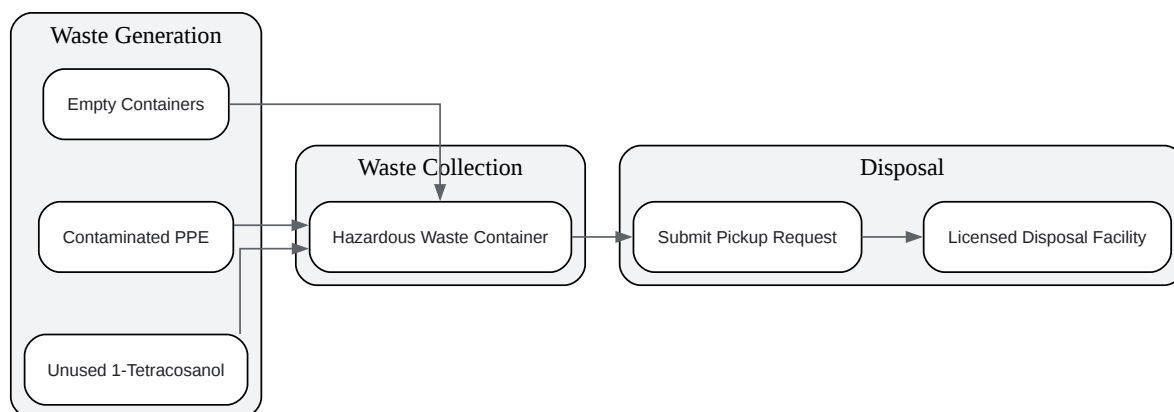 Waste Generation
Empty Containers
Contaminated PPE
Unused 1-Tetracosanol
Waste Collection
Hazardous Waste Container
Disposal
Submit Pickup Request
Licensed Disposal Facility